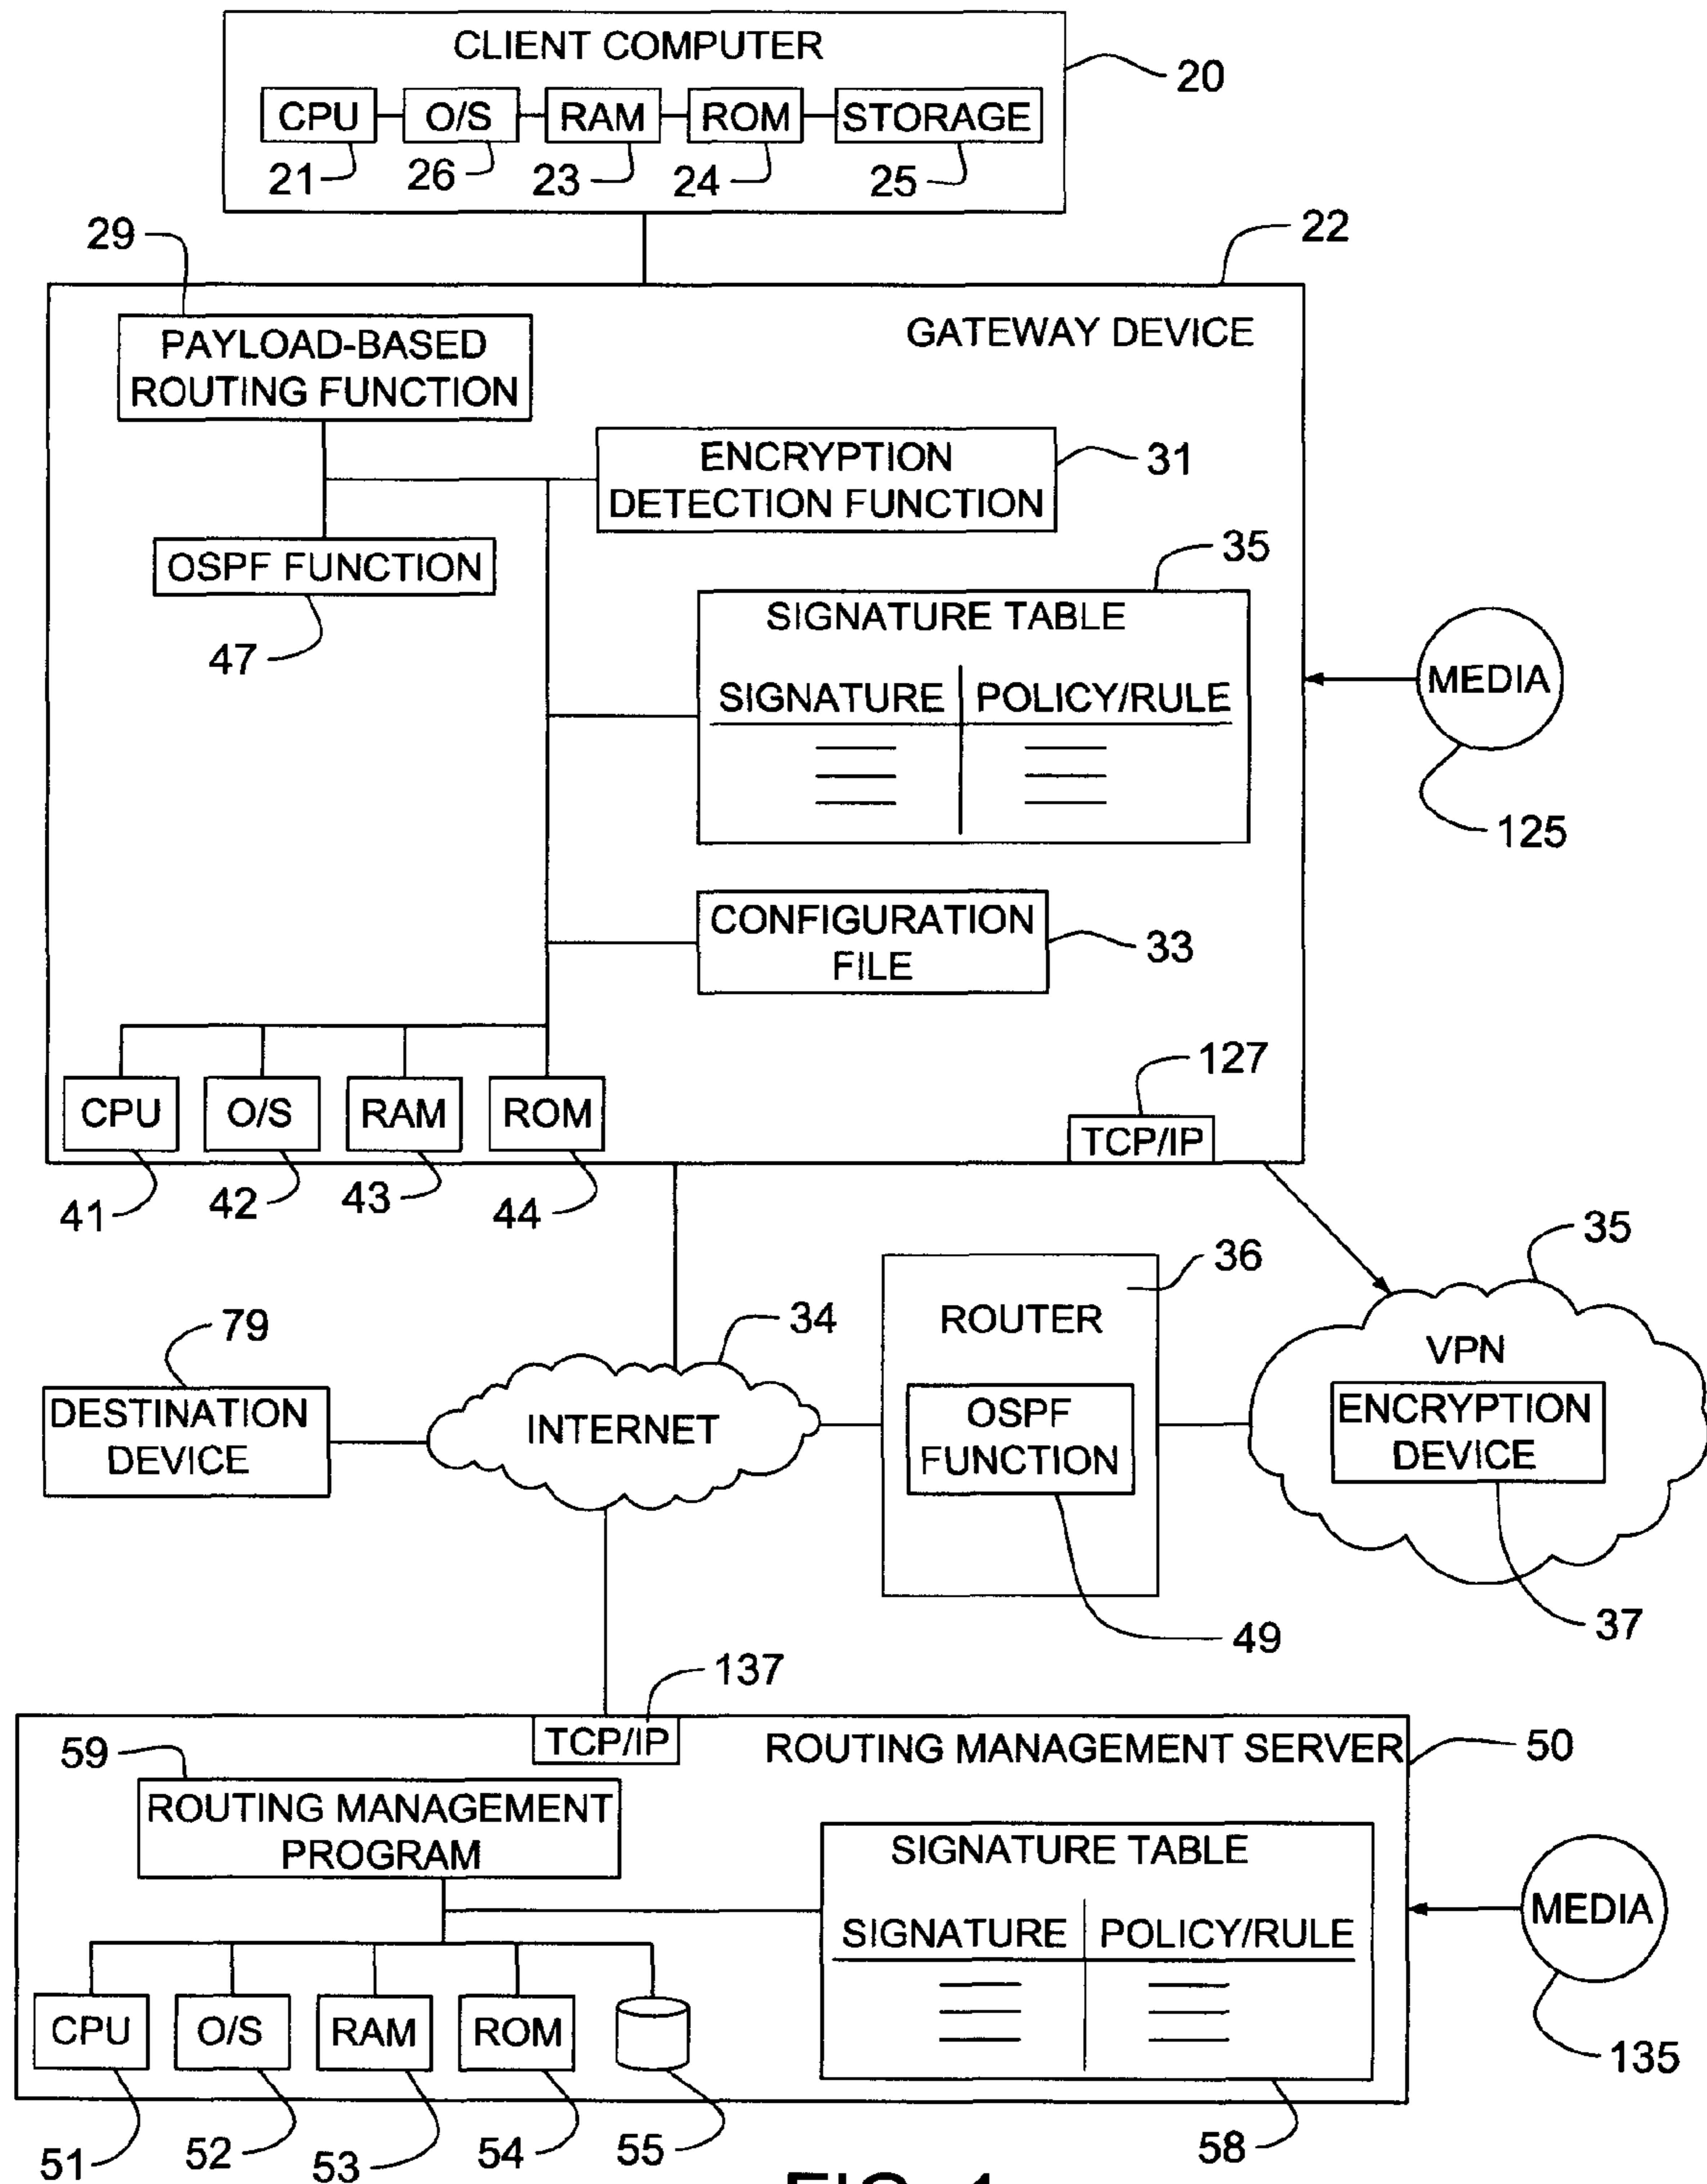 CLIENT COMPUTER
20
CPU O/S RAM ROM STORAGE
21 26 23 24 25
29
22
PAYLOAD-BASED
ROUTING FUNCTION
GATEWAY DEVICE
ENCRYPTION
DETECTION FUNCTION
31
OSPF FUNCTION
47
35
SIGNATURE TABLE
SIGNATURE POLICY/RULE
MEDIA
125
CONFIGURATION
FILE
33
127
CPU O/S RAM ROM
TCP/IP
41 42 43 44
35
36
34
79
ROUTER
VPN
DESTINATION
DEVICE
INTERNET
OSPF
FUNCTION
ENCRYPTION
DEVICE
49
37
137
TCP/IP
ROUTING MANAGEMENT SERVER
50
59
ROUTING MANAGEMENT
PROGRAM
SIGNATURE TABLE
SIGNATURE POLICY/RULE
MEDIA
135
CPU O/S RAM ROM
51 52 53 54 55
58
FIG. 1